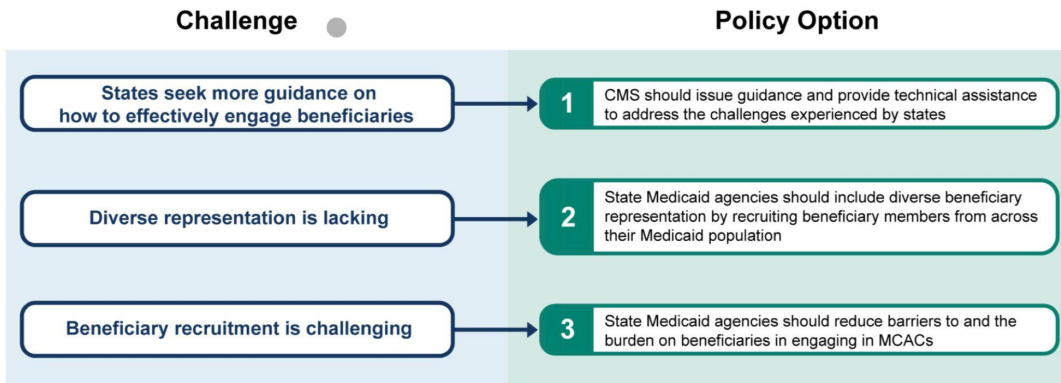 Challenge
Policy Option
States seek more guidance on
how to effectively engage beneficiaries
1
CMS should issue guidance and provide technical assistance
to address the challenges experienced by states
Diverse representation is lacking
2
State Medicaid agencies should include diverse beneficiary
representation by recruiting beneficiary members from across
their Medicaid population
Beneficiary recruitment is challenging
3
State Medicaid agencies should reduce barriers to and the
burden on beneficiaries in engaging in MCACs